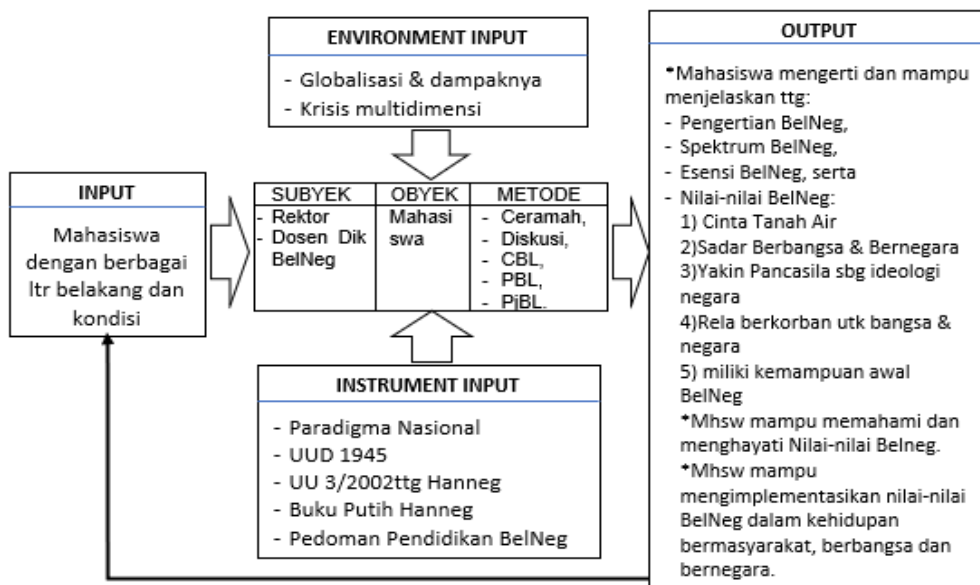 ENVIRONMENT INPUT
- Globalisasi & dampaknya
- Krisis multidimensi
INPUT
Mahasiswa
dengan berbagai
ltr belakang dan
kondisi
SUBYEK
- Rektor
- Dosen Dik
BelNeg
OBYEK
Mahasi
swa
METODE
- Ceramah,
- Diskusi,
- CBL,
- PBL,
- PjBL.
INSTRUMENT INPUT
- Paradigma Nasional
- UUD 1945
- UU 3/2002ttg Hanneg
- Buku Putih Hanneg
- Pedoman Pendidikan BelNeg
OUTPUT
*Mahasiswa mengerti dan mampu
menjelaskan ttg:
- Pengertian BelNeg,
- Spektrum BelNeg,
- Esensi BelNeg, serta
- Nilai-nilai BelNeg:
1) Cinta Tanah Air
2)Sadar Berbangsa & Bernegara
3)Yakin Pancasila sbg ideologi
negara
4)Rela berkorban utk bangsa &
negara
5) miliki kemampuan awal
BelNeg
*Mhsw mampu memahami dan
menghayati Nilai-nilai Belneg.
*Mhsw mampu
mengimplementasikan nilai-nilai
BelNeg dalam kehidupan
bermasyarakat, berbangsa dan
bernegara.